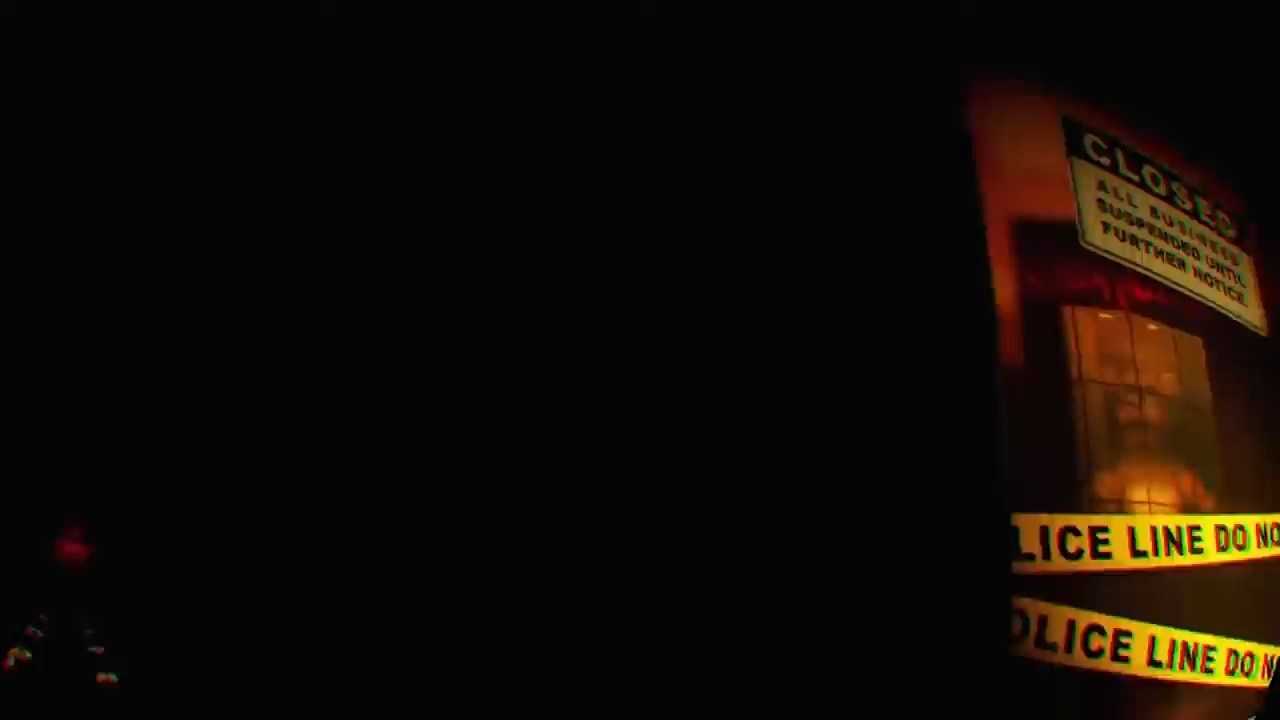 CLOSED
ALL BUSINESS
SUSPENDED UNTIL
FURTHER NOTICE
LICE LINE DO NO
OLICE LINE DO N